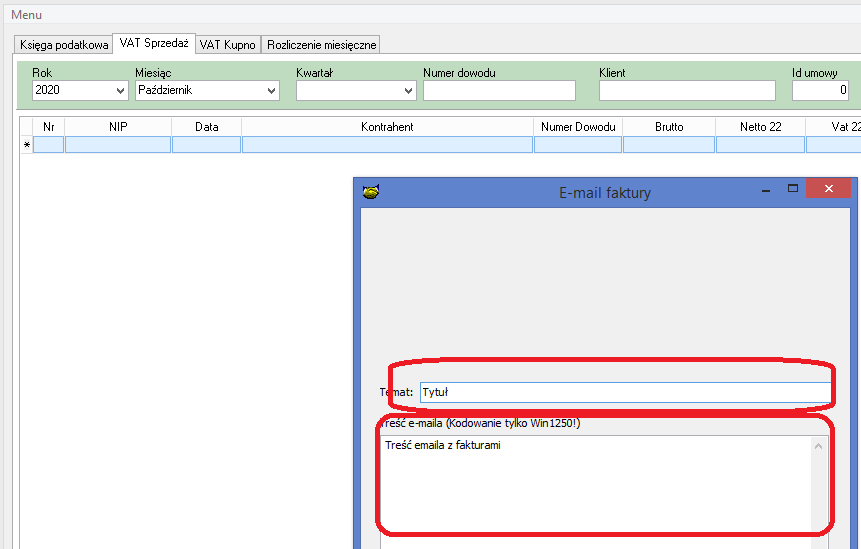 Menu
Księga podatkowa VAT Sprzedaż VAT Kupno Rozliczenie miesięczne
Rok Miesiąc Kwartał Numer dowodu Klient Id umowy
2020 Październik 0
Nr NIP Data Kontrahent Numer Dowodu Brutto Netto 22 Vat 22
*
E-mail faktury
Temat: Tytuł
Treść e-maila (Kodowanie tylko Win1250!)
Treść emaila z fakturami